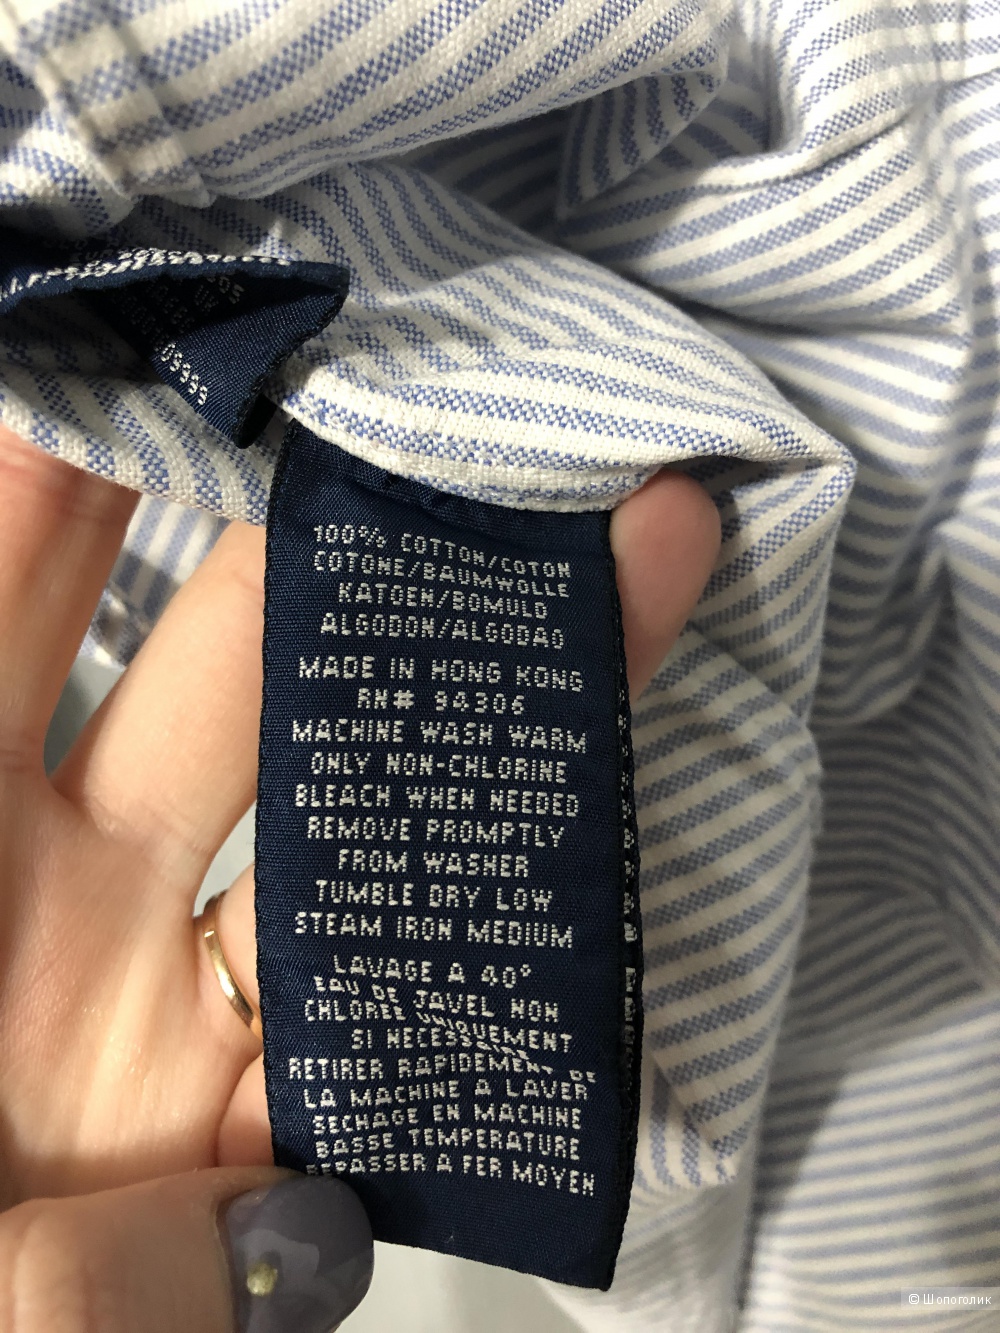 09999
100% COTTON/COTON
COTONE/BAUMWOLLE
KATOEN/BOMULD
ALGODON/ALGODAO
MADE IN HONG KONG
RN# 94306
MACHINE WASH WARM
ONLY NON-CHLORINE
BLEACH WHEN NEEDED
REMOVE PROMPTLY
FROM WASHER
TUMBLE DRY LOW
STEAM IRON MEDIUM
LAVAGE A 40°
EAU DE JAVEL NON
CHLOREE UNIQUEMENT
SI NECESSAIRE
RETIRER RAPIDEMENT DE
LA MACHINE A LAVER
SECHAGE EN MACHINE
BASSE TEMPERATURE
REPASSER A FER MOYEN
© Шопоголик